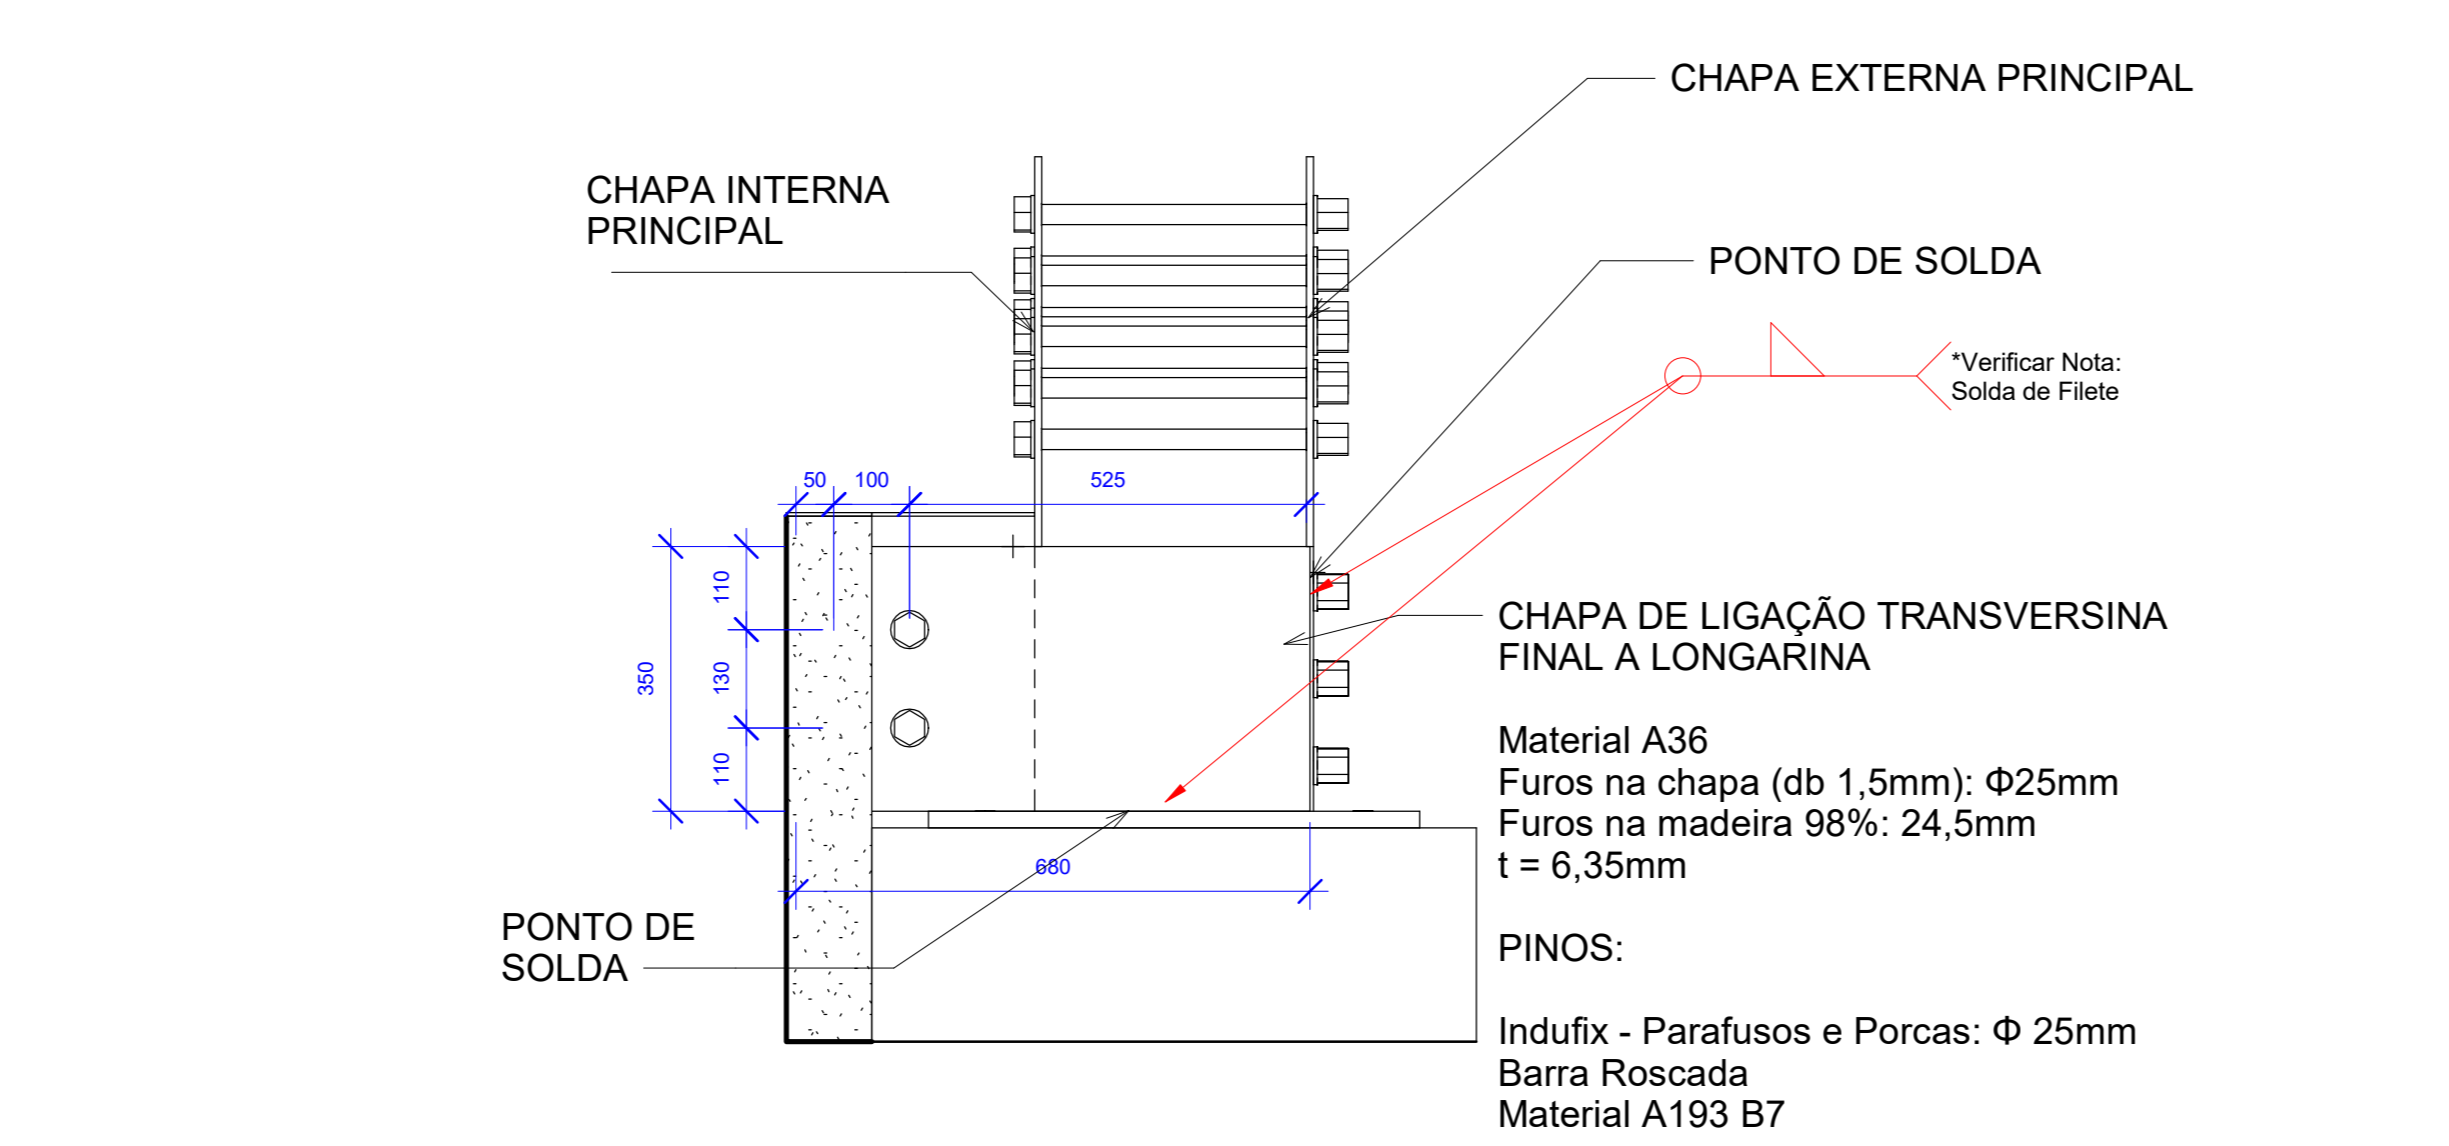 CHAPA EXTERNA PRINCIPAL
CHAPA INTERNA
PRINCIPAL
PONTO DE SOLDA
*Verificar Nota:
Solda de Filete
50
100
525
110
350
130
110
680
CHAPA DE LIGAÇÃO TRANSVERSINA
FINAL A LONGARINA
Material A36
Furos na chapa (db 1,5mm): Φ25mm
Furos na madeira 98%: 24,5mm
t = 6,35mm
PONTO DE
SOLDA
PINOS:
Indufix - Parafusos e Porcas: Φ 25mm
Barra Roscada
Material A193 B7